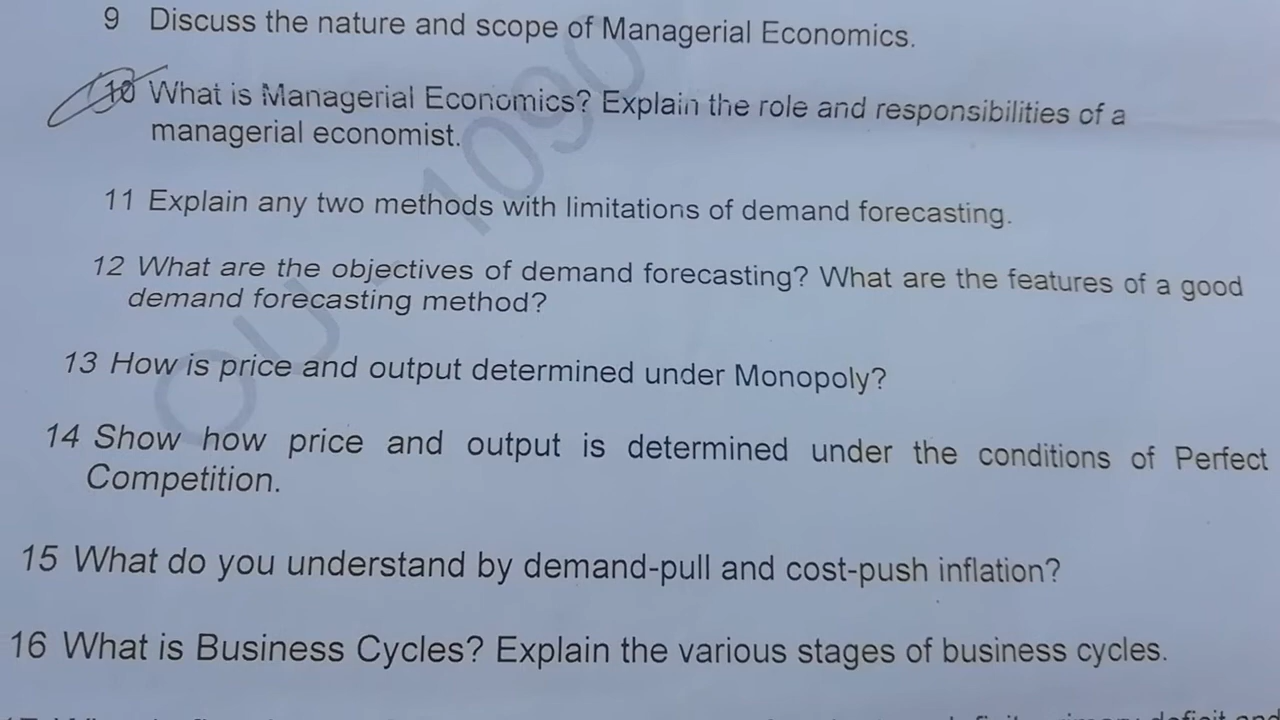 9 Discuss the nature and scope of Managerial Economics.
10 What is Managerial Economics? Explain the role and responsibilities of a
managerial economist.
11 Explain any two methods with limitations of demand forecasting.
12 What are the objectives of demand forecasting? What are the features of a good
demand forecasting method?
13 How is price and output determined under Monopoly?
14 Show how price and output is determined under the conditions of Perfect
Competition.
15 What do you understand by demand-pull and cost-push inflation?
16 What is Business Cycles? Explain the various stages of business cycles.
OU - 1090